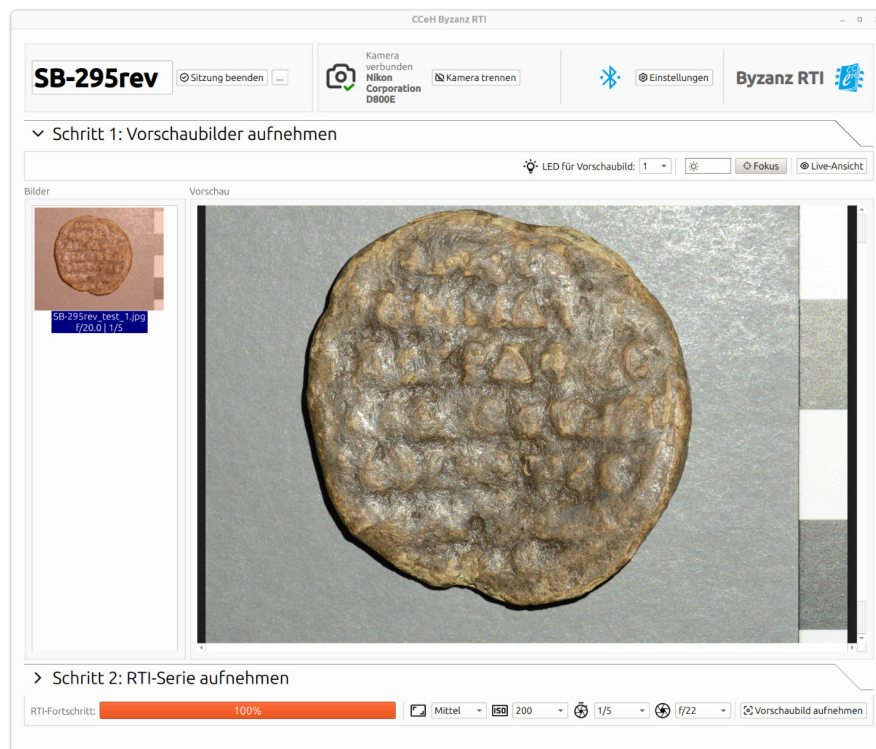 CCeH Byzanz RTI
SB-295rev
Sitzung beenden
...
Kamera
verbunden
Nikon
Corporation
D800E
Kamera trennen
Einstellungen
Byzanz RTI
CCeH
Schritt 1: Vorschaubilder aufnehmen
LED für Vorschaubild: 1
Fokus
Live-Ansicht
Bilder
Vorschau
SB-295rev_test_1.jpg
f/20.0 | 1/5
Schritt 2: RTI-Serie aufnehmen
RTI-Fortschritt: 100% Mittel ISO 200 1/5 f/22 Vorschaubild aufnehmen